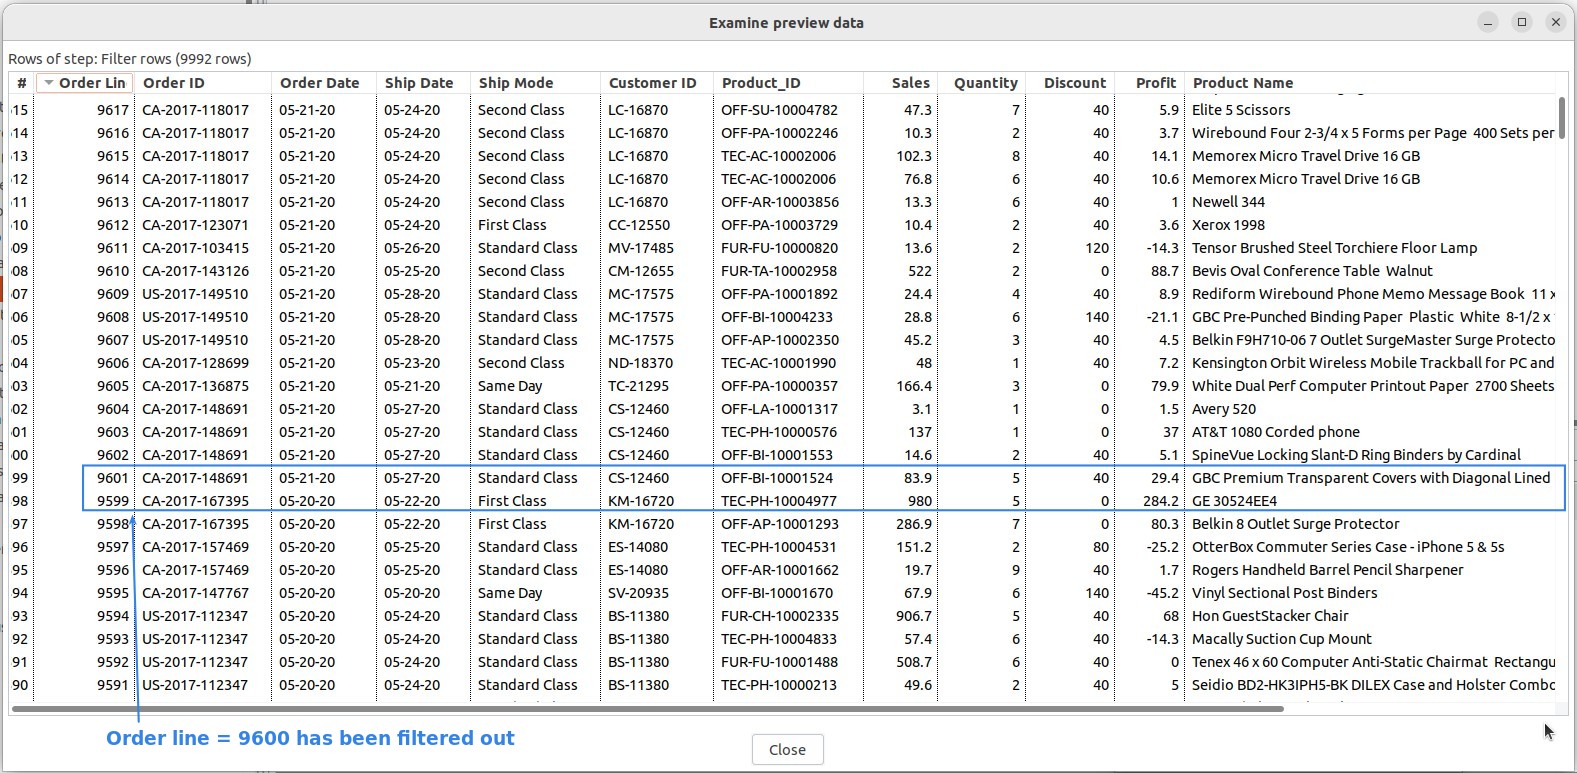 Examine preview data
Rows of step: Filter rows (9992 rows)
# Order Lin Order ID Order Date Ship Date Ship Mode Customer ID Product_ID Sales Quantity Discount Profit Product Name
15 9617 CA-2017-118017 05-21-20 05-24-20 Second Class LC-16870 OFF-SU-10004782 47.3 7 40 5.9 Elite 5 Scissors
14 9616 CA-2017-118017 05-21-20 05-24-20 Second Class LC-16870 OFF-PA-10002246 10.3 2 40 3.7 Wirebound Four 2-3/4 x 5 Forms per Page 400 Sets per
13 9615 CA-2017-118017 05-21-20 05-24-20 Second Class LC-16870 TEC-AC-10002006 102.3 8 40 14.1 Memorex Micro Travel Drive 16 GB
12 9614 CA-2017-118017 05-21-20 05-24-20 Second Class LC-16870 TEC-AC-10002006 76.8 6 40 10.6 Memorex Micro Travel Drive 16 GB
11 9613 CA-2017-118017 05-21-20 05-24-20 Second Class LC-16870 OFF-AR-10003856 13.3 6 40 1 Newell 344
10 9612 CA-2017-123071 05-21-20 05-24-20 First Class CC-12550 OFF-PA-10003729 10.4 2 40 3.6 Xerox 1998
09 9611 CA-2017-103415 05-21-20 05-26-20 Standard Class MV-17485 FUR-FU-10000820 13.6 2 120 -14.3 Tensor Brushed Steel Torchiere Floor Lamp
08 9610 CA-2017-143126 05-21-20 05-25-20 Second Class CM-12655 FUR-TA-10002958 522 2 0 88.7 Bevis Oval Conference Table Walnut
07 9609 US-2017-149510 05-21-20 05-28-20 Standard Class MC-17575 OFF-PA-10001892 24.4 4 40 8.9 Rediform Wirebound Phone Memo Message Book 11 x
06 9608 US-2017-149510 05-21-20 05-28-20 Standard Class MC-17575 OFF-BI-10004233 28.8 6 140 -21.1 GBC Pre-Punched Binding Paper Plastic White 8-1/2 x
05 9607 US-2017-149510 05-21-20 05-28-20 Standard Class MC-17575 OFF-AP-10002350 45.2 3 40 4.5 Belkin F9H710-06 7 Outlet SurgeMaster Surge Protecto
04 9606 CA-2017-128699 05-21-20 05-23-20 Second Class ND-18370 TEC-AC-10001990 48 1 40 7.2 Kensington Orbit Wireless Mobile Trackball for PC and
03 9605 CA-2017-136875 05-21-20 05-21-20 Same Day TC-21295 OFF-PA-10000357 166.4 3 0 79.9 White Dual Perf Computer Printout Paper 2700 Sheets
02 9604 CA-2017-148691 05-21-20 05-27-20 Standard Class CS-12460 OFF-LA-10001317 3.1 1 0 1.5 Avery 520
01 9603 CA-2017-148691 05-21-20 05-27-20 Standard Class CS-12460 TEC-PH-10000576 137 1 0 37 AT&T 1080 Corded phone
00 9602 CA-2017-148691 05-21-20 05-27-20 Standard Class CS-12460 OFF-BI-10001553 14.6 2 40 5.1 SpineVue Locking Slant-D Ring Binders by Cardinal
99 9601 CA-2017-148691 05-21-20 05-27-20 Standard Class CS-12460 OFF-BI-10001524 83.9 5 40 29.4 GBC Premium Transparent Covers with Diagonal Lined
98 9599 CA-2017-167395 05-20-20 05-22-20 First Class KM-16720 TEC-PH-10004977 980 5 0 284.2 GE 30524EE4
97 9598 CA-2017-167395 05-20-20 05-22-20 First Class KM-16720 OFF-AP-10001293 286.9 7 0 80.3 Belkin 8 Outlet Surge Protector
96 9597 CA-2017-157469 05-20-20 05-25-20 Standard Class ES-14080 TEC-PH-10004531 151.2 2 80 -25.2 OtterBox Commuter Series Case - iPhone 5 & 5s
95 9596 CA-2017-157469 05-20-20 05-25-20 Standard Class ES-14080 OFF-AR-10001662 19.7 9 40 1.7 Rogers Handheld Barrel Pencil Sharpener
94 9595 CA-2017-147767 05-20-20 05-20-20 Same Day SV-20935 OFF-BI-10001670 67.9 6 140 -45.2 Vinyl Sectional Post Binders
93 9594 US-2017-112347 05-20-20 05-24-20 Standard Class BS-11380 FUR-CH-10002335 906.7 5 40 68 Hon GuestStacker Chair
92 9593 US-2017-112347 05-20-20 05-24-20 Standard Class BS-11380 TEC-PH-10004833 57.4 6 40 -14.3 Macally Suction Cup Mount
91 9592 US-2017-112347 05-20-20 05-24-20 Standard Class BS-11380 FUR-FU-10001488 508.7 6 40 0 Tenex 46 x 60 Computer Anti-Static Chairmat Rectangu
90 9591 US-2017-112347 05-20-20 05-24-20 Standard Class BS-11380 TEC-PH-10000213 49.6 2 40 5 Seidio BD2-HK3IPH5-BK DILEX Case and Holster Combo
Order line = 9600 has been filtered out
Close